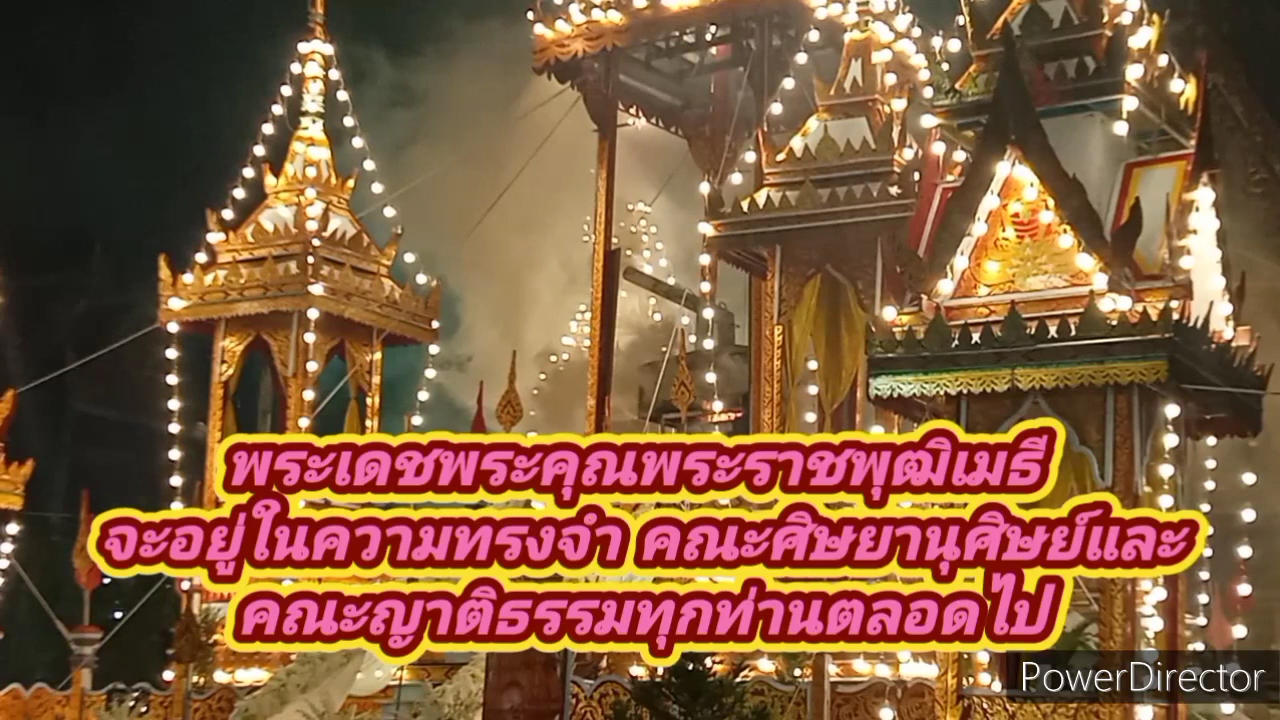 พระเดชพระคุณพระราชพุฒิเมธี
จะอยู่ในความทรงจำ คณะศิษยานุศิษย์และ
คณะญาติธรรมทุกท่านตลอดไป
PowerDirector